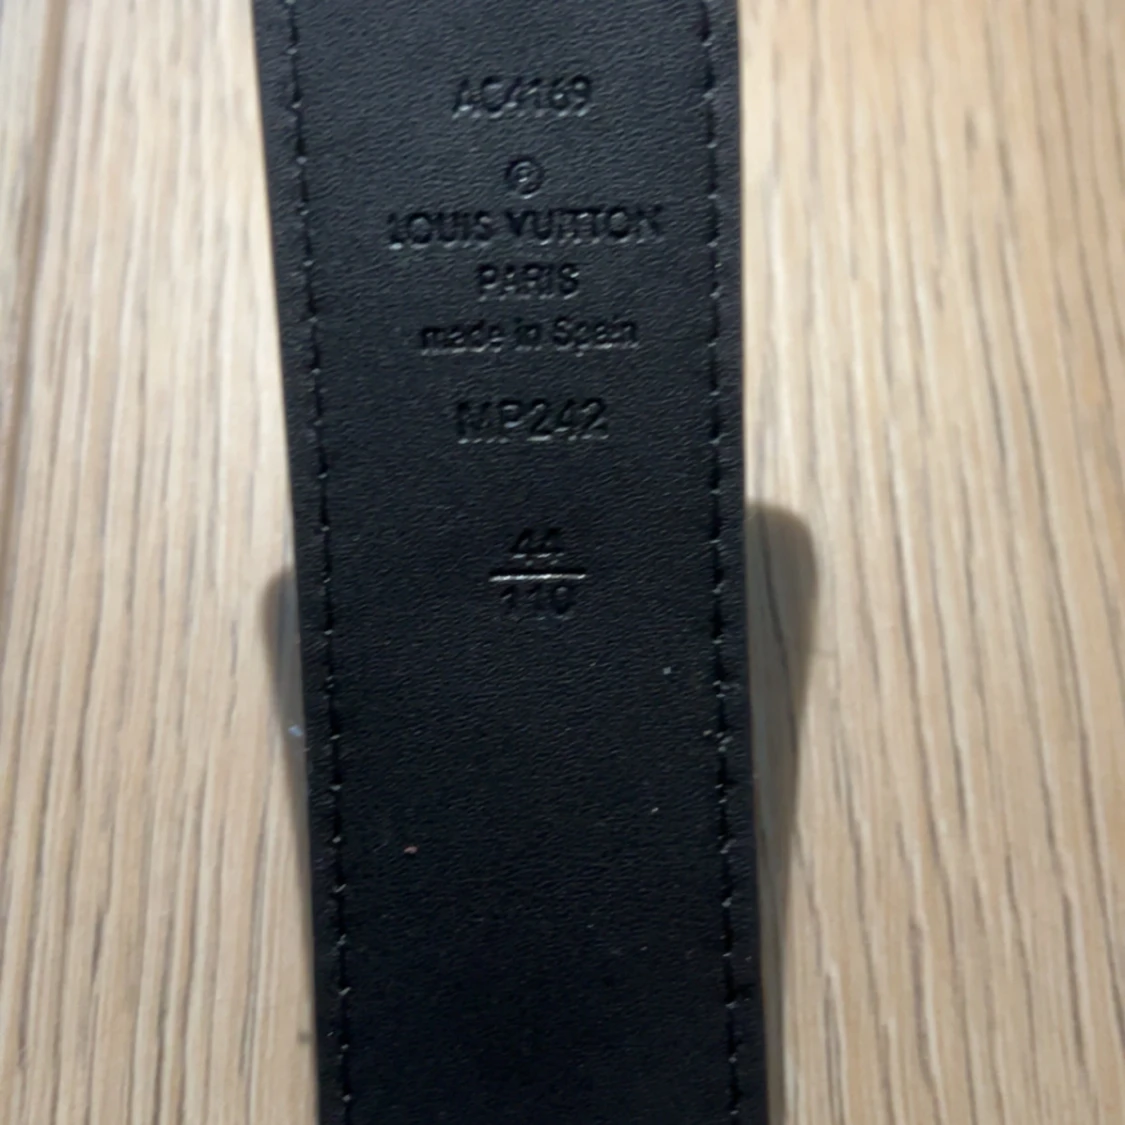 AC4169
®
LOUIS VUITTON
PARIS
made in Spain
MP242
44
110